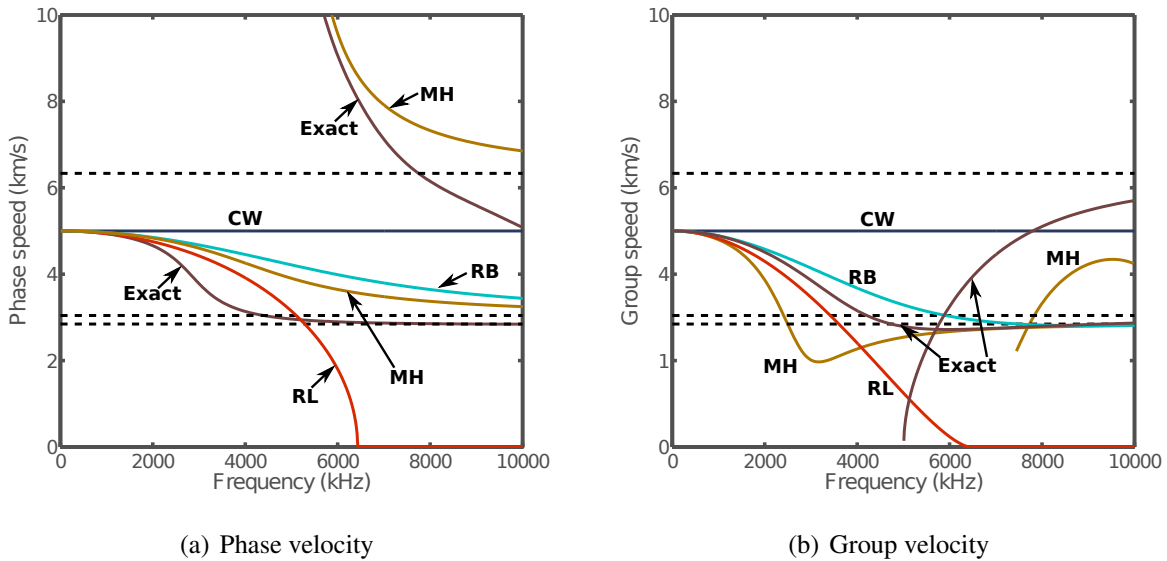 10
8
6
4
2
0
Phase speed (km/s)
MH
Exact
CW
RB
Exact
MH
RL
0
2000
4000
6000
8000
10000
Frequency (kHz)
(a) Phase velocity
10
8
6
4
1
0
Group speed (km/s)
CW
RB
MH
MH
Exact
RL
0
2000
4000
6000
8000
10000
Frequency (kHz)
(b) Group velocity